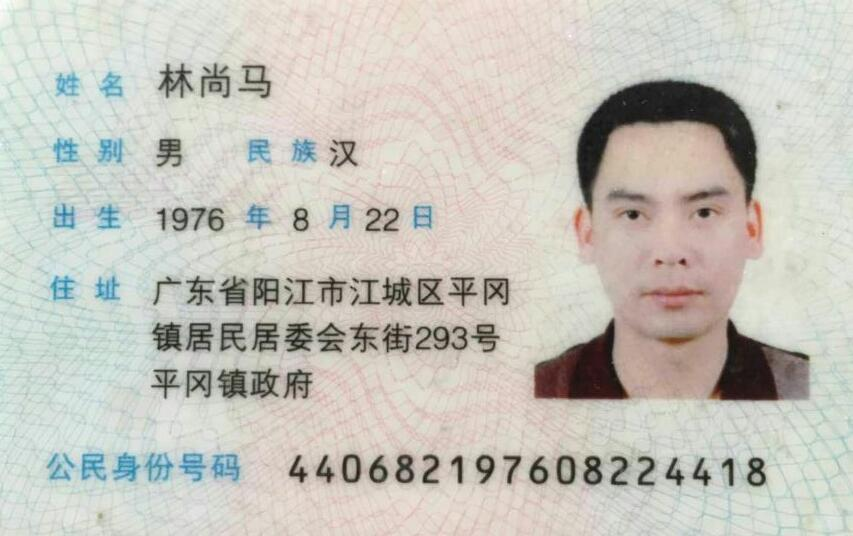 姓名 林尚马
性别 男 民族 汉
出生 1976 年 8 月 22 日
住址 广东省阳江市江城区平冈
镇居民居委会东街293号
平冈镇政府
公民身份号码 440682197608224418